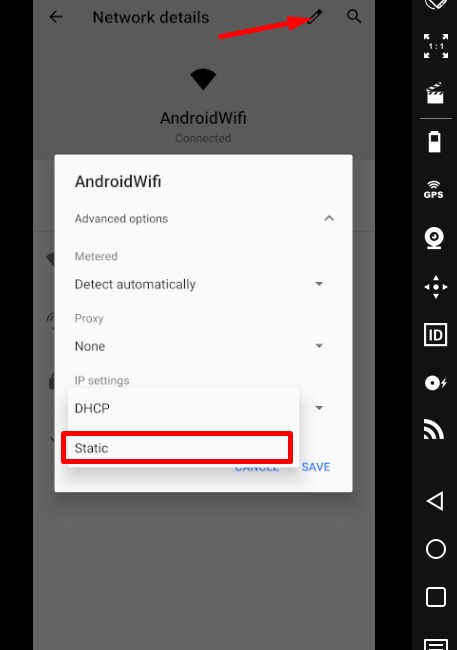 Network details
AndroidWifi
Connected
AndroidWifi
Advanced options
Metered
Detect automatically
Proxy
None
IP settings
DHCP
Static
CANCEL SAVE
1:1
GPS
ID